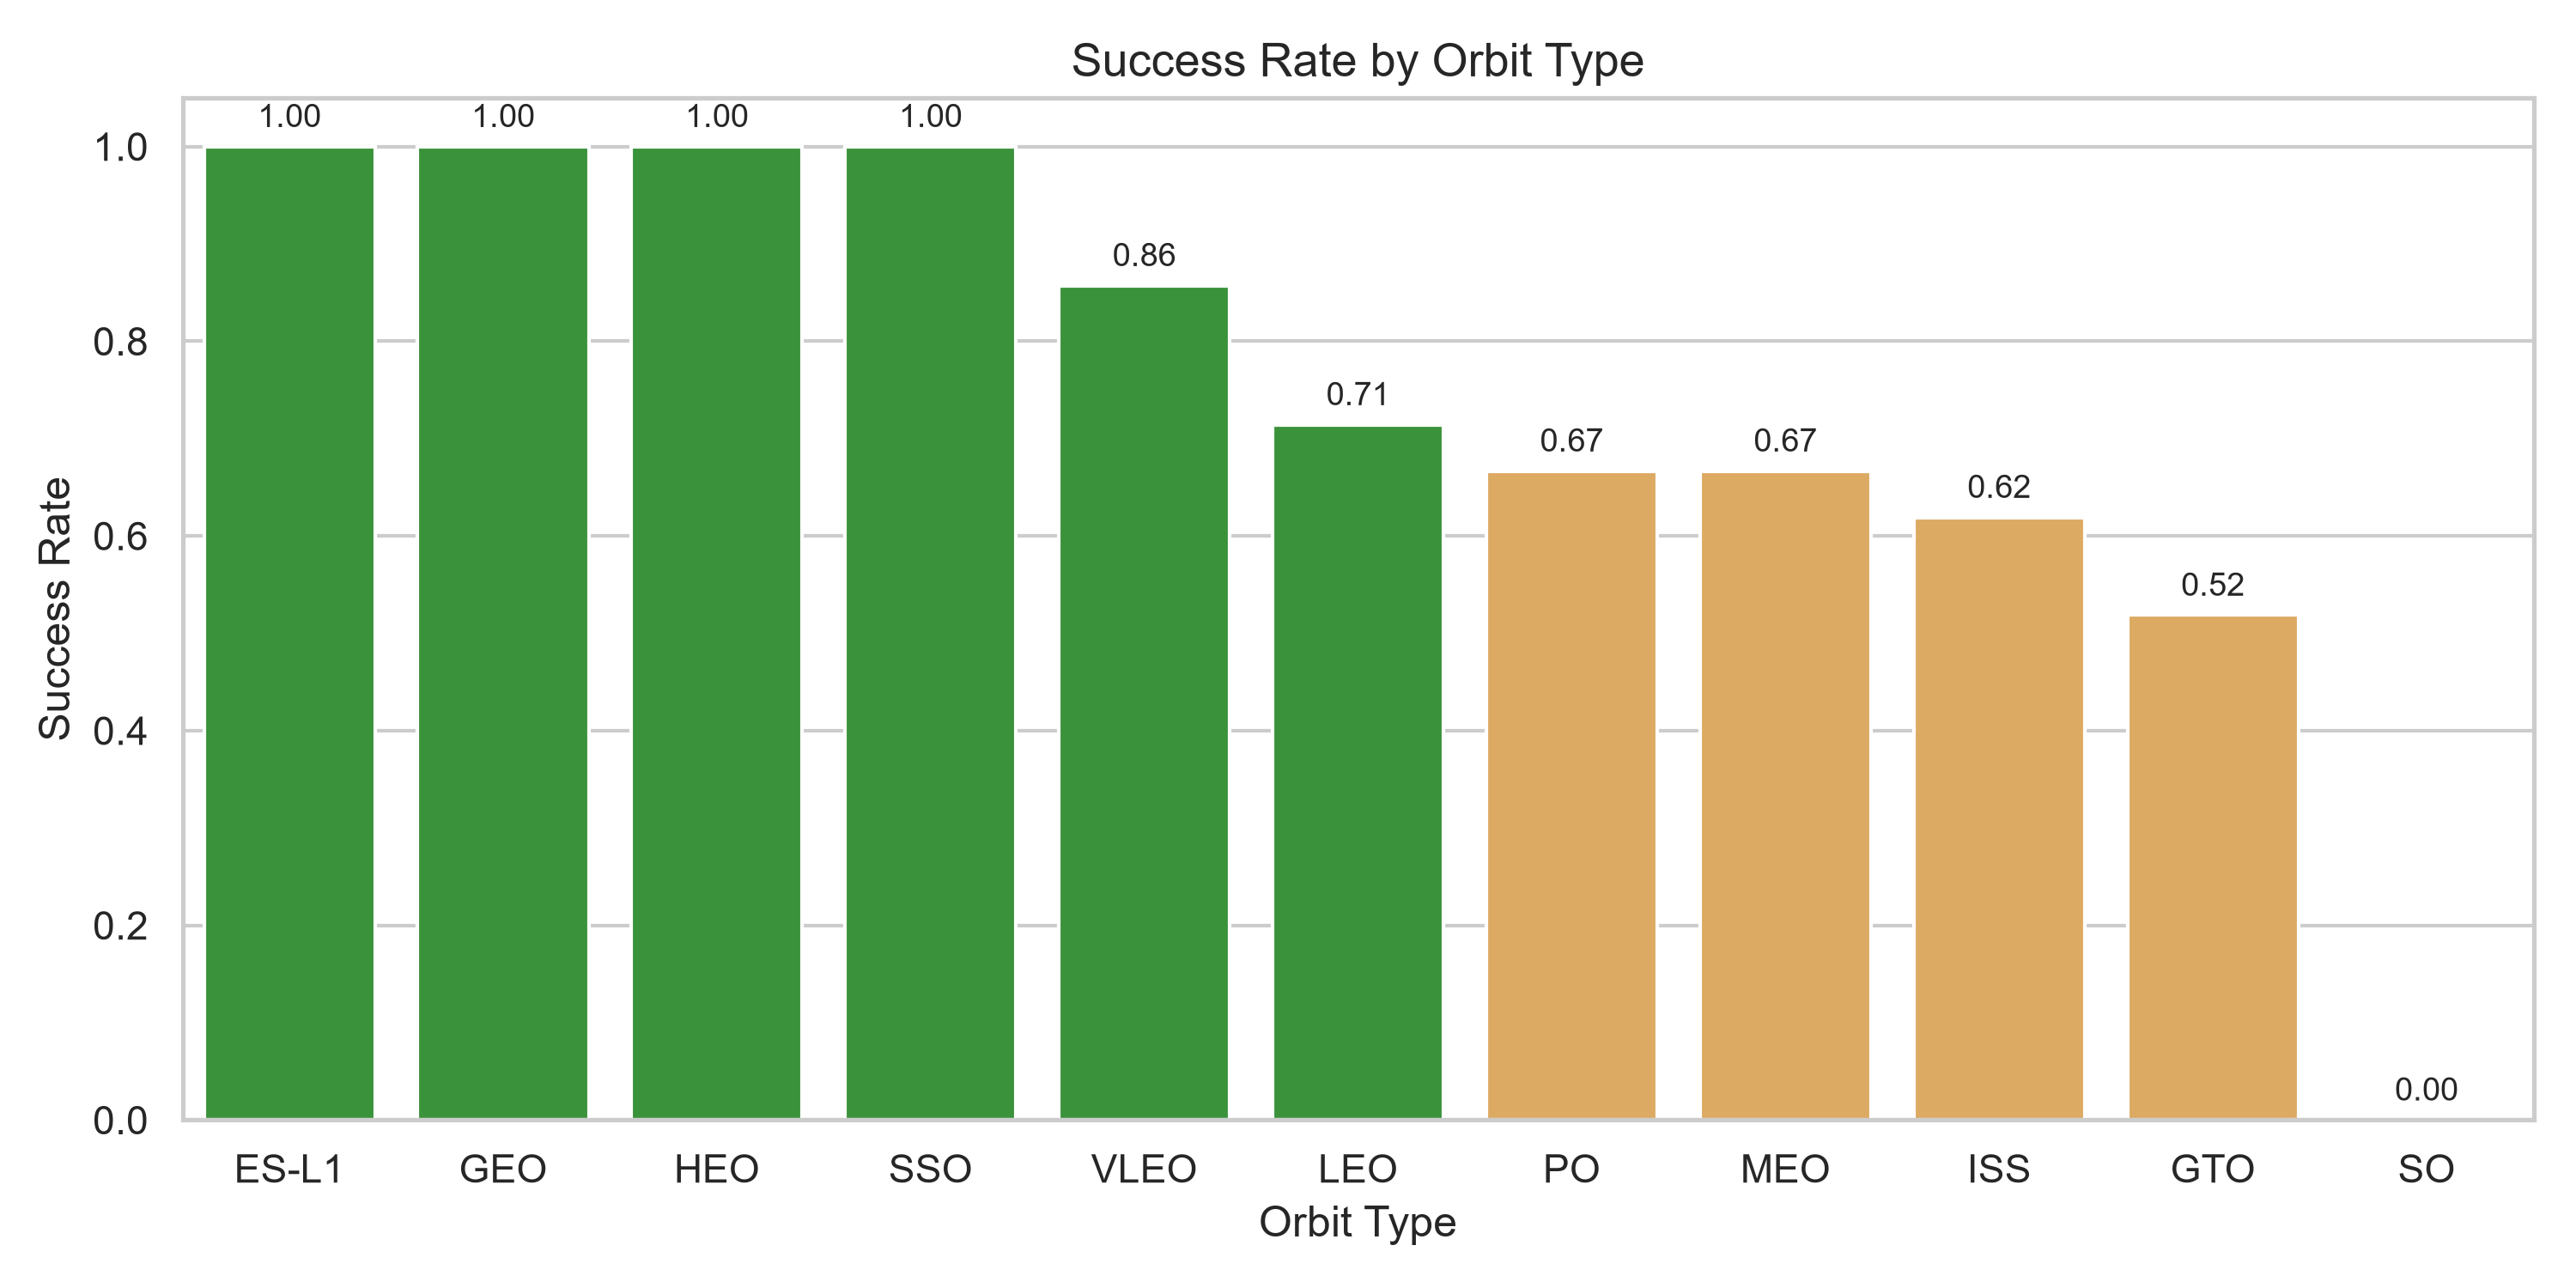 Success Rate by Orbit Type
1.00 1.00 1.00 1.00
1.0
0.86
0.8
0.71
0.67 0.67
0.62
0.6
0.52
0.4
0.2
0.00
0.0
Success Rate
ES-L1 GEO HEO SSO VLEO LEO PO MEO ISS GTO SO
Orbit Type